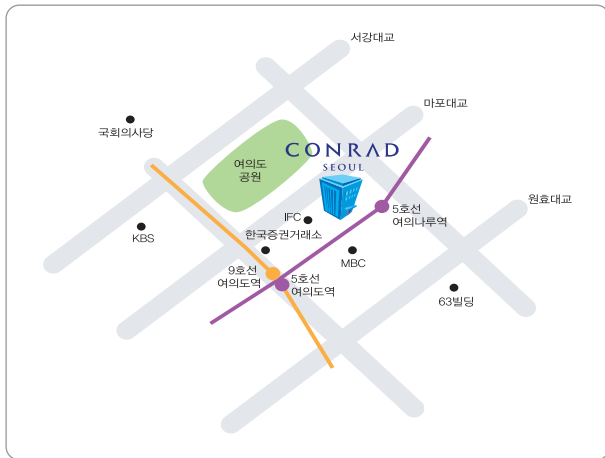 서강대교
마포대교
국회의사당
여의도
공원
CONRAD
SEOUL
원효대교
5호선
여의나루역
IFC
KBS
한국증권거래소
MBC
9호선
여의도역
5호선
여의도역
63빌딩